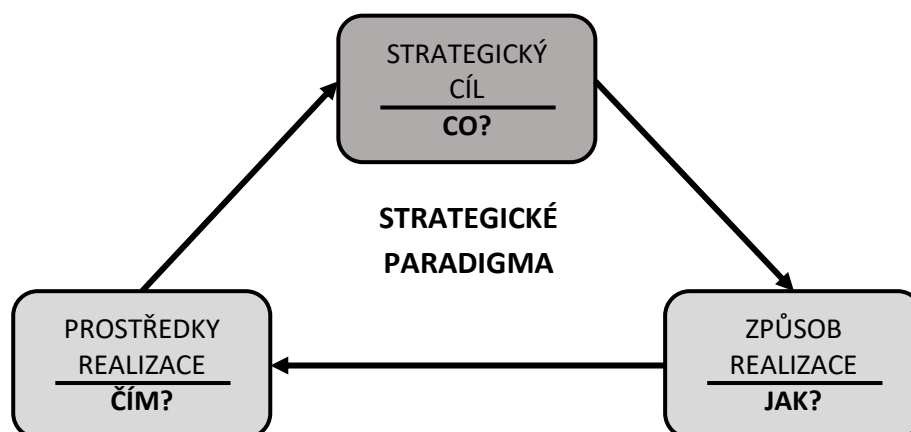 STRATEGICKÝ
CÍL
CO?
STRATEGICKÉ
PARADIGMA
PROSTŘEDKY
REALIZACE
ČÍM?
ZPŮSOB
REALIZACE
JAK?